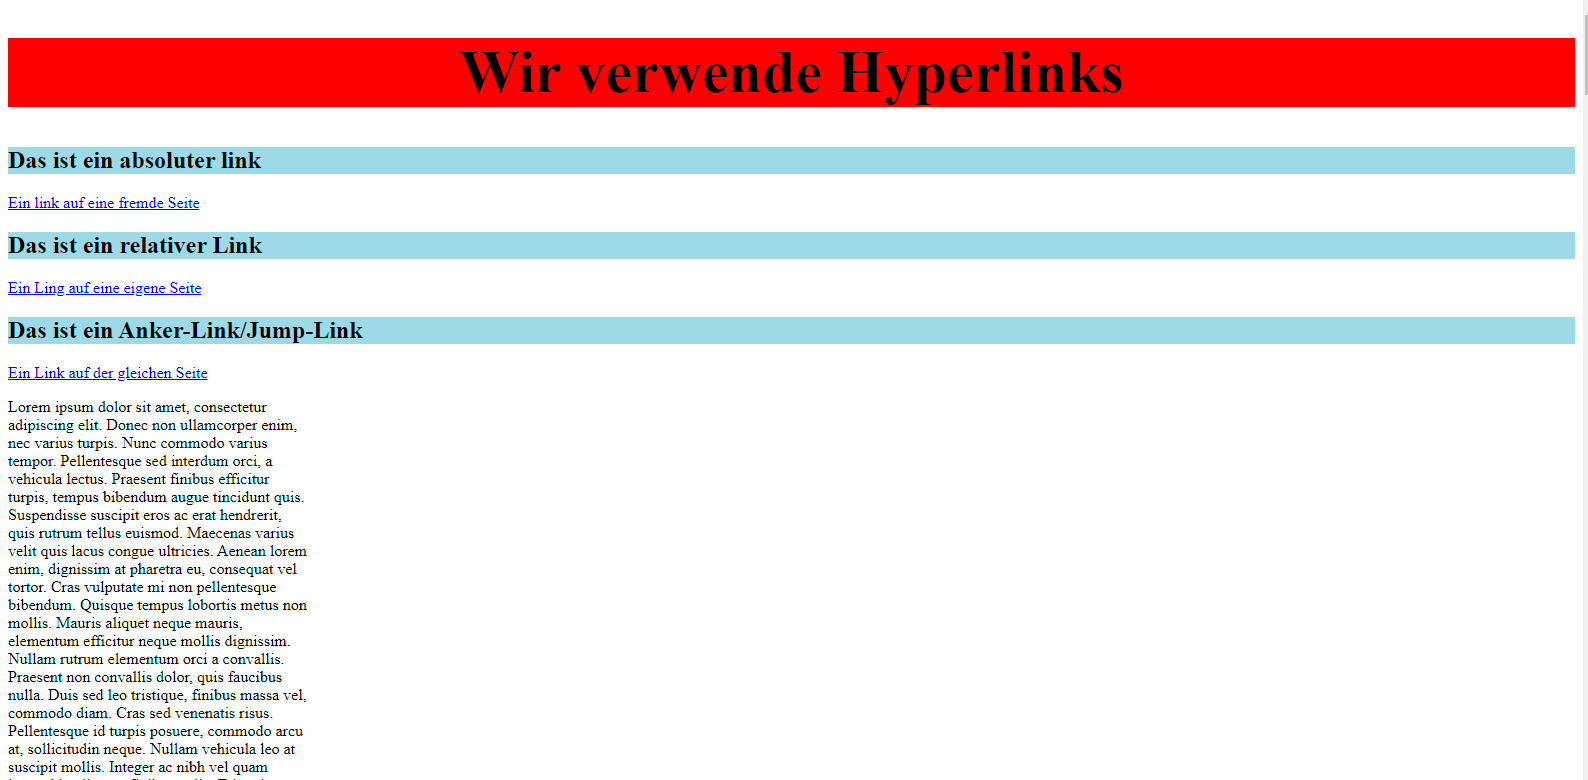 Wir verwende Hyperlinks
Das ist ein absoluter link
Ein link auf eine fremde Seite
Das ist ein relativer Link
Ein Ling auf eine eigene Seite
Das ist ein Anker-Link/Jump-Link
Ein Link auf der gleichen Seite
Lorem ipsum dolor sit amet, consectetur
adipiscing elit. Donec non ullamcorper enim,
nec varius turpis. Nunc commodo varius
tempor. Pellentesque sed interdum orci, a
vehicula lectus. Praesent finibus efficitur
turpis, tempus bibendum augue tincidunt quis.
Suspendisse suscipit eros ac erat hendrerit,
quis rutrum tellus euismod. Maecenas varius
velit quis lacus congue ultricies. Aenean lorem
enim, dignissim at pharetra eu, consequat vel
tortor. Cras vulputate mi non pellentesque
bibendum. Quisque tempus lobortis metus non
mollis. Mauris aliquet neque mauris,
elementum efficitur neque mollis dignissim.
Nullam rutrum elementum orci a convallis.
Praesent non convallis dolor, quis faucibus
nulla. Duis sed leo tristique, finibus massa vel,
commodo diam. Cras sed venenatis risus.
Pellentesque id turpis posuere, commodo arcu
at, sollicitudin neque. Nullam vehicula leo at
suscipit mollis. Integer ac nibh vel quam